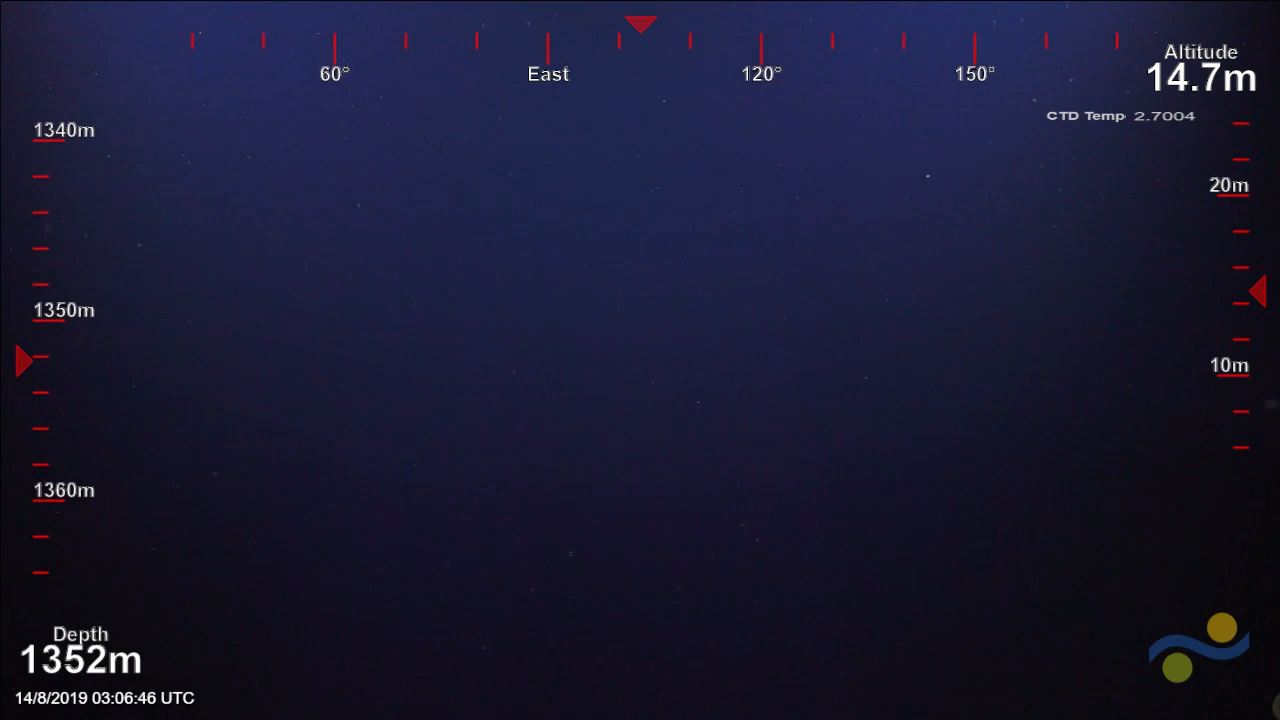 60° East 120° 150°
Altitude
14.7m
CTD Temp 2.7004
1340m
20m
1350m
10m
1360m
Depth
1352m
14/8/2019 03:06:46 UTC